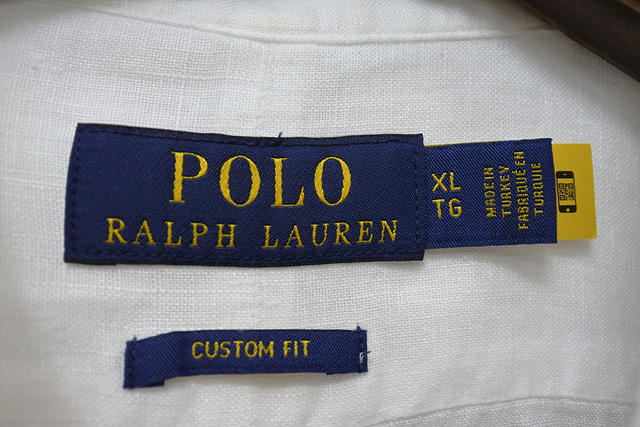 POLO
RALPH LAUREN
XL
TG
MADE IN
TURKEY
FABRIQUÉ EN
TURQUIE
CUSTOM FIT